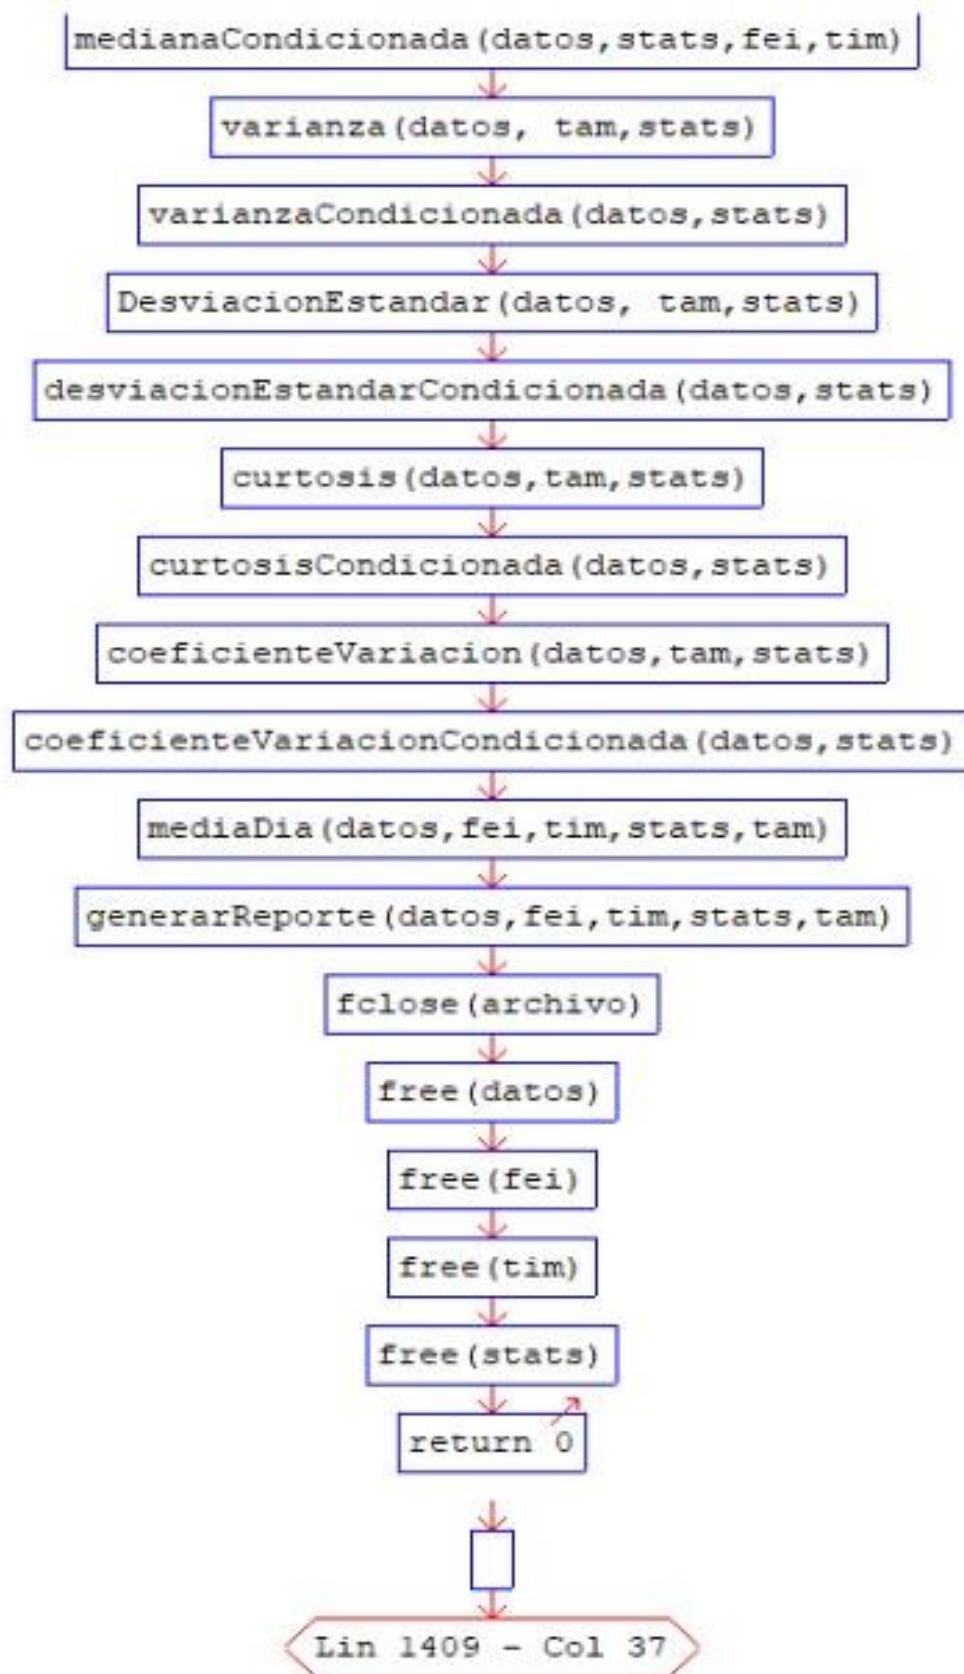 medianaCondicionada(datos,stats,fei,tim)
varianza(datos, tam,stats)
varianzaCondicionada(datos,stats)
DesviacionEstandar(datos, tam,stats)
desviacionEstandarCondicionada(datos,stats)
curtosis(datos,tam,stats)
curtosisCondicionada(datos,stats)
coeficienteVariacion(datos,tam,stats)
coeficienteVariacionCondicionada(datos,stats)
mediaDia(datos,fei,tim,stats,tam)
generarReporte(datos,fei,tim,stats,tam)
fclose(archivo)
free(datos)
free(fei)
free(tim)
free(stats)
return 0
Lin 1409 - Col 37